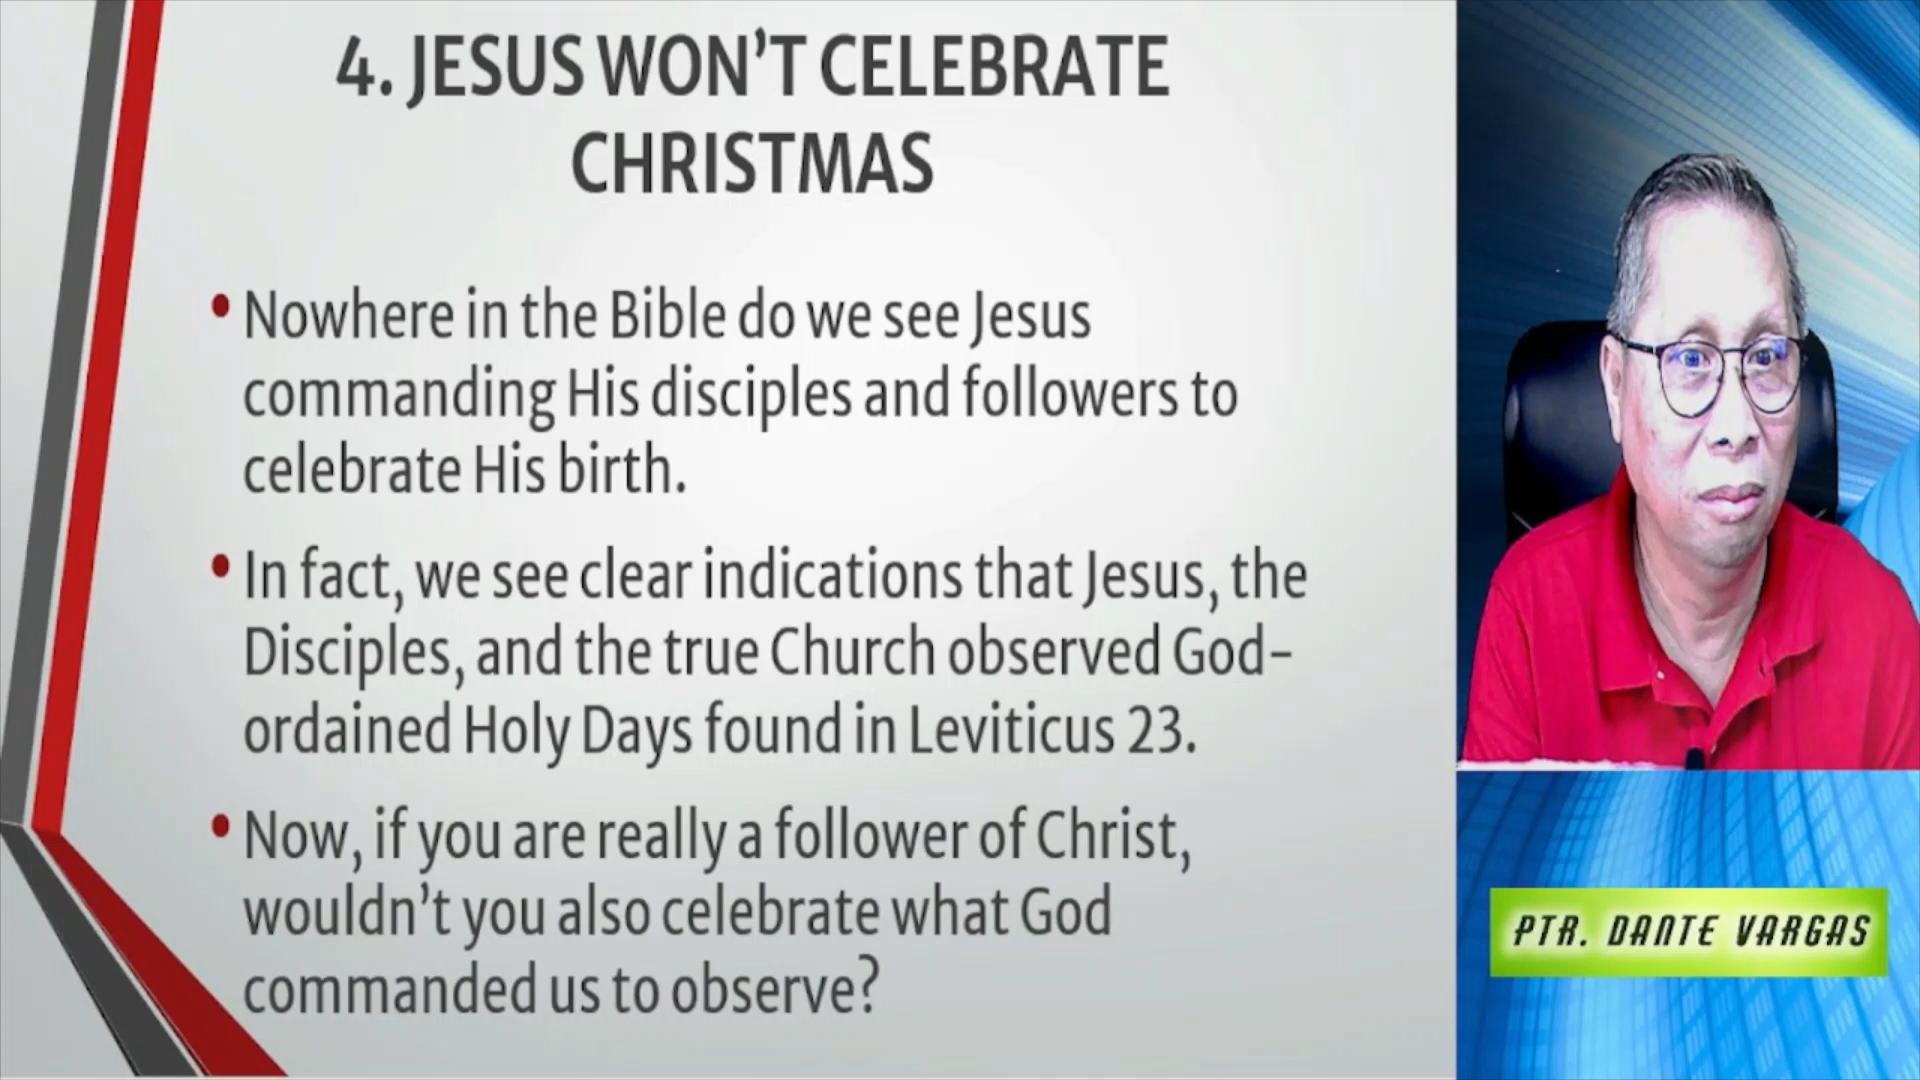 4. JESUS WON’T CELEBRATE
CHRISTMAS
• Nowhere in the Bible do we see Jesus
commanding His disciples and followers to
celebrate His birth.
• In fact, we see clear indications that Jesus, the
Disciples, and the true Church observed God–
ordained Holy Days found in Leviticus 23.
• Now, if you are really a follower of Christ,
wouldn’t you also celebrate what God
commanded us to observe?
PTR. DANTE VARGAS